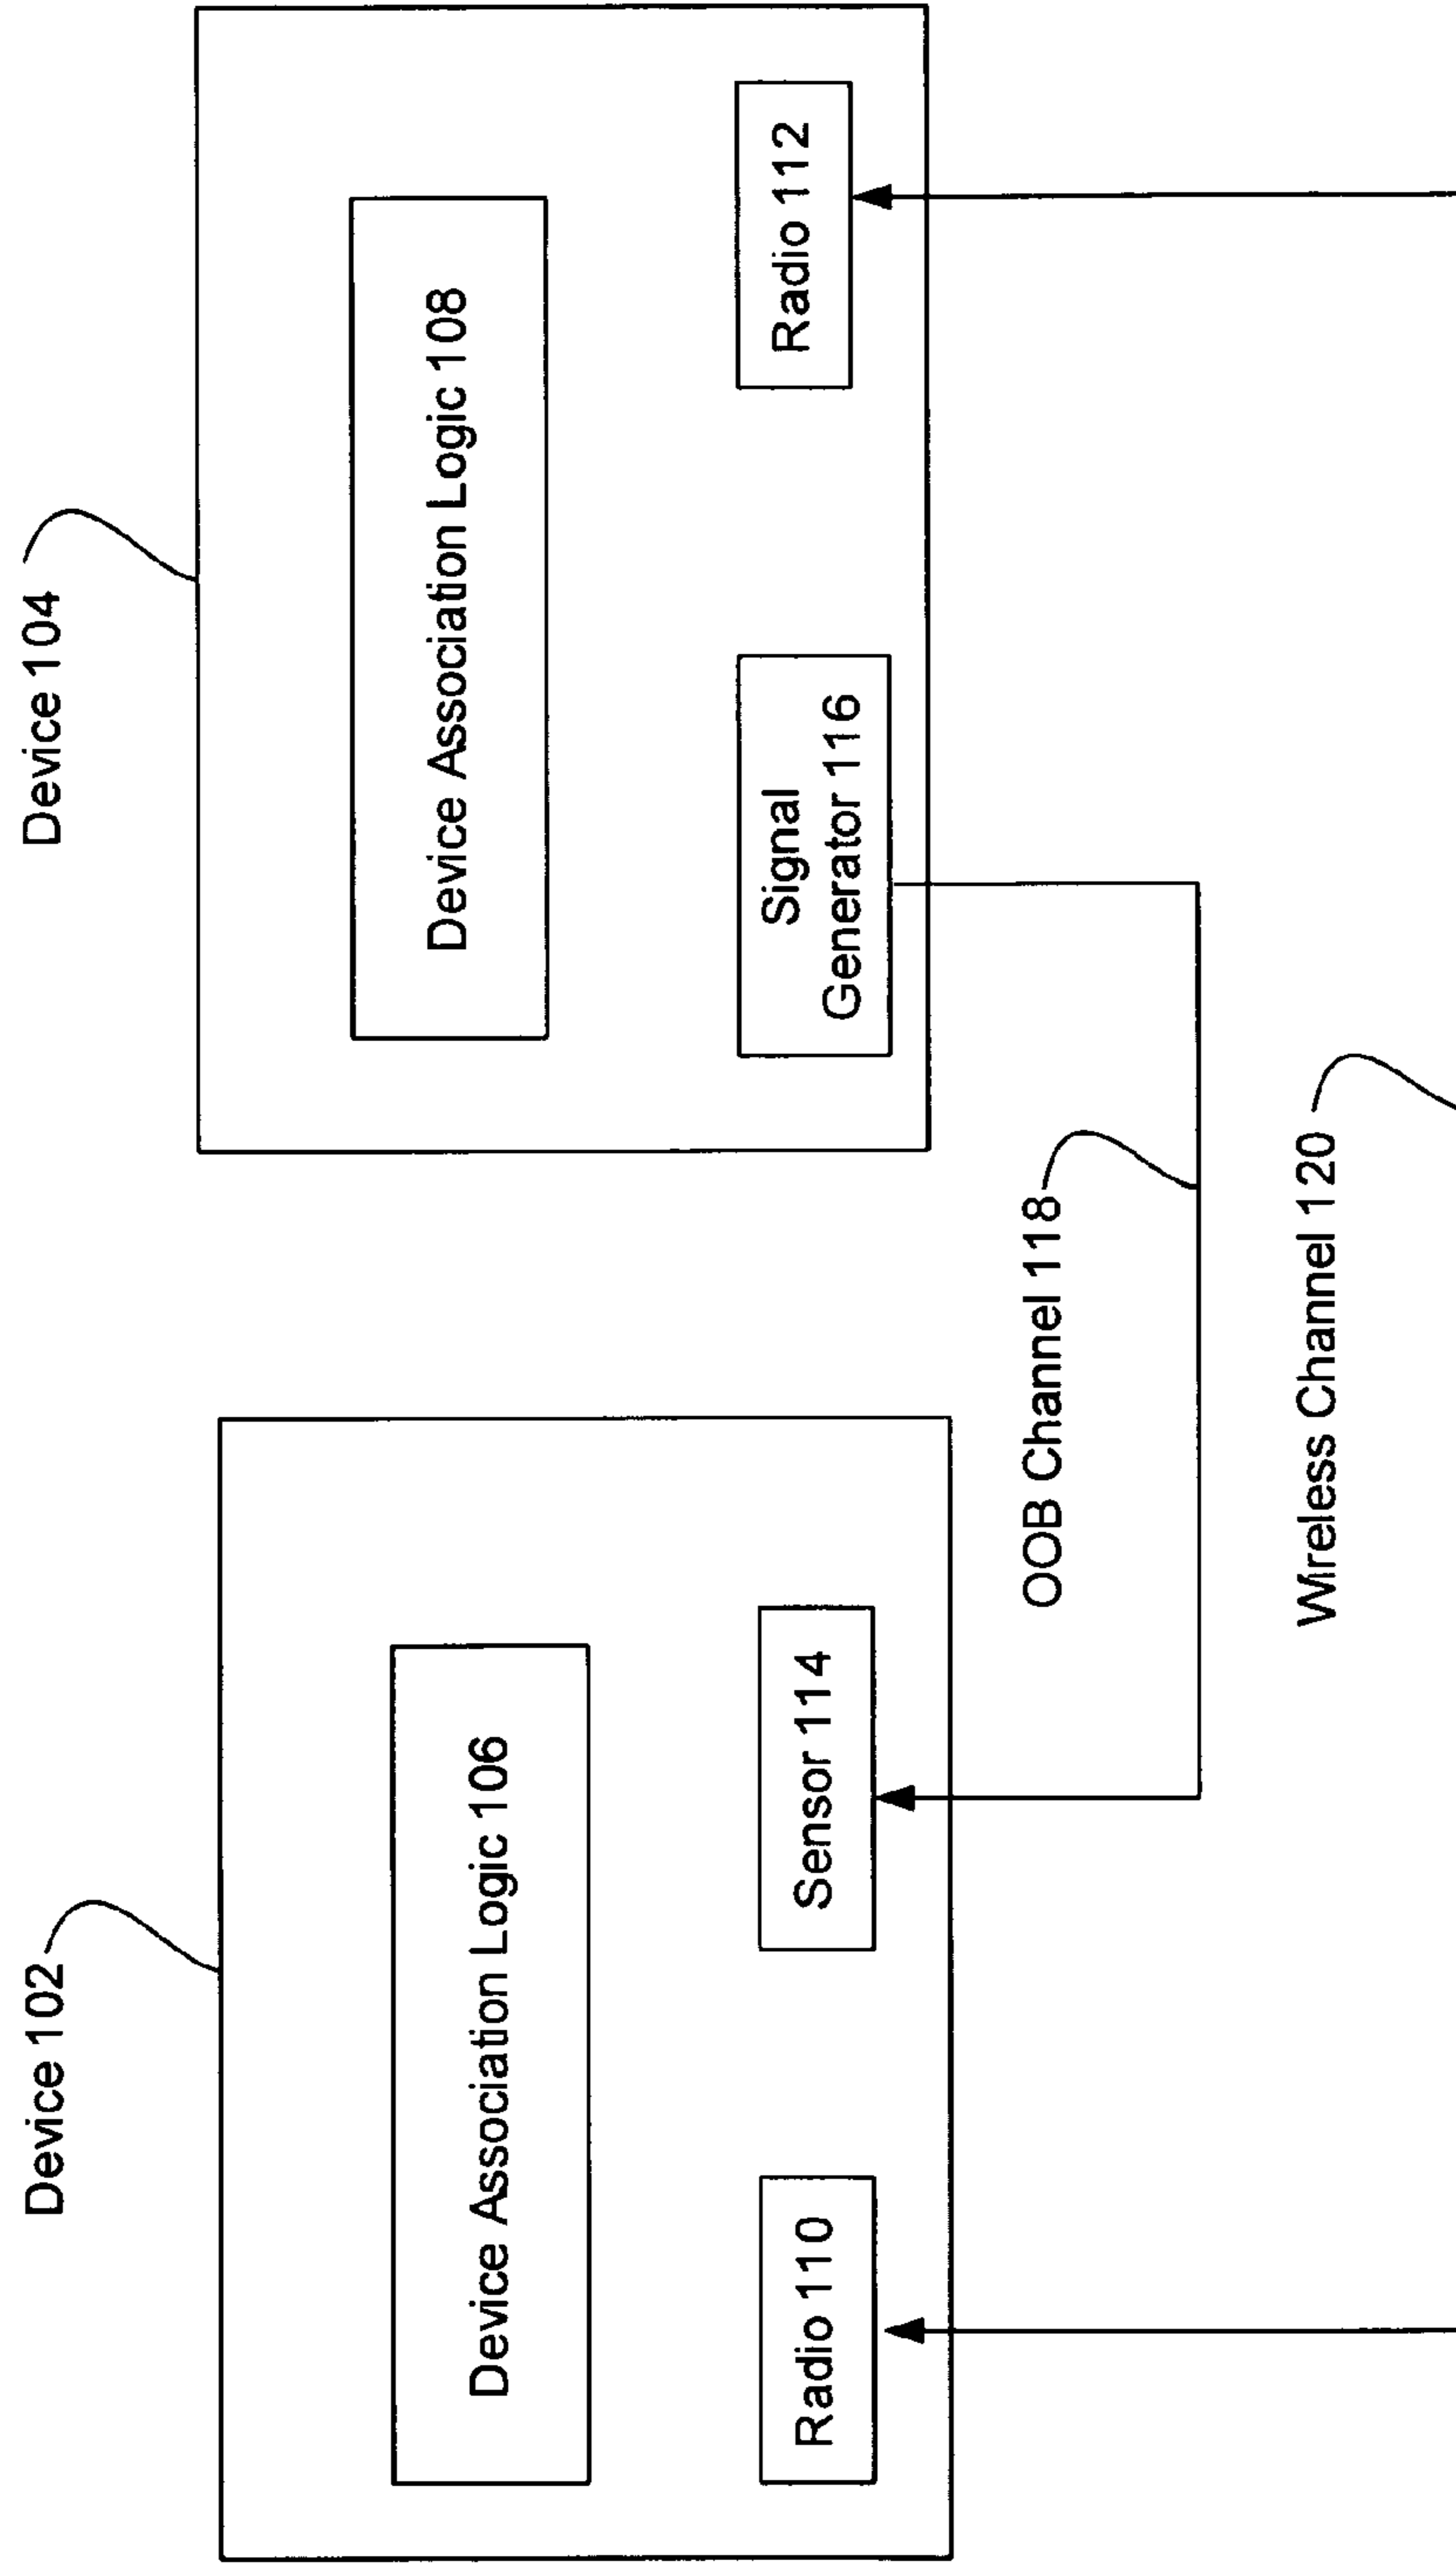 Device 102
Device 104
Device Association Logic 106
Device Association Logic 108
Radio 110
Sensor 114
Signal
Generator 116
Radio 112
OOB Channel 118
Wireless Channel 120